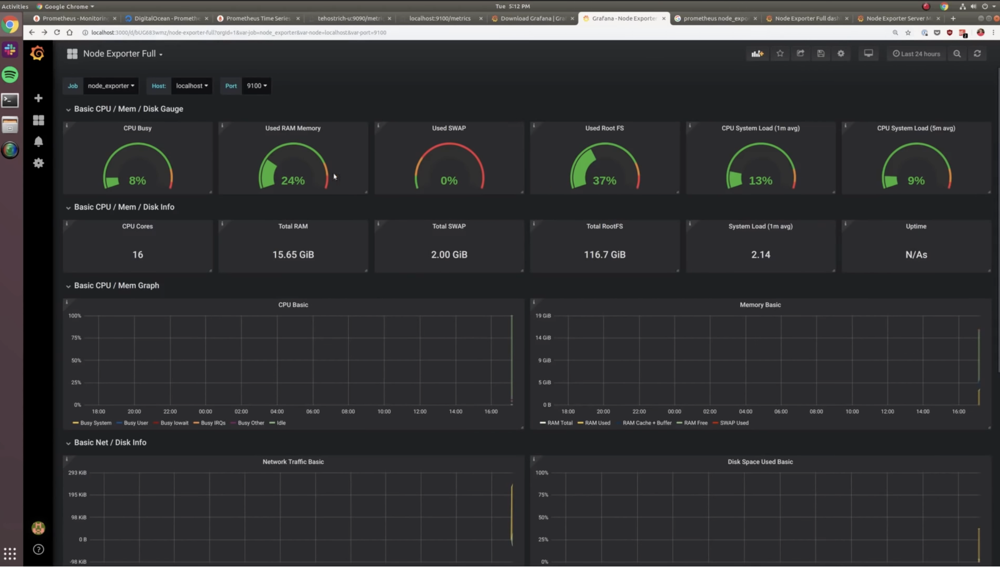 Activities Google Chrome Tue 5:12 PM
Prometheus - Monitorin DigitalOcean - Promethe Prometheus Time Series tehostrich-u:9090/metri localhost:9100/metrics Download Grafana | Gra Grafana - Node Exporter prometheus node_expo Node Exporter Full dash Node Exporter Server M
localhost:3000/d/bUG683wmz/node-exporter-full?orgId=1&var-job=node_exporter&var-node=localhost&var-port=9100 2
Node Exporter Full Last 24 hours
Job node_exporter Host: localhost Port 9100
Basic CPU / Mem / Disk Gauge
CPU Busy Used RAM Memory Used SWAP Used Root FS CPU System Load (1m avg) CPU System Load (5m avg)
8% 24% 0% 37% 13% 9%
Basic CPU / Mem / Disk Info
CPU Cores Total RAM Total SWAP Total RootFS System Load (1m avg) Uptime
16 15.65 GiB 2.00 GiB 116.7 GiB 2.14 N/As
Basic CPU / Mem Graph
CPU Basic
100%
75%
50%
25%
0%
18:00 20:00 22:00 00:00 02:00 04:00 06:00 08:00 10:00 12:00 14:00 16:00
Busy System Busy User Busy Iowait Busy IRQs Busy Other Idle
Memory Basic
19 GiB
14 GiB
9 GiB
5 GiB
0 B
18:00 20:00 22:00 00:00 02:00 04:00 06:00 08:00 10:00 12:00 14:00 16:00
RAM Total RAM Used RAM Cache + Buffer RAM Free SWAP Used
Basic Net / Disk Info
Network Traffic Basic
293 KiB
195 KiB
98 KiB
0 B
-98 KiB
Disk Space Used Basic
100%
75%
50%
25%
0%